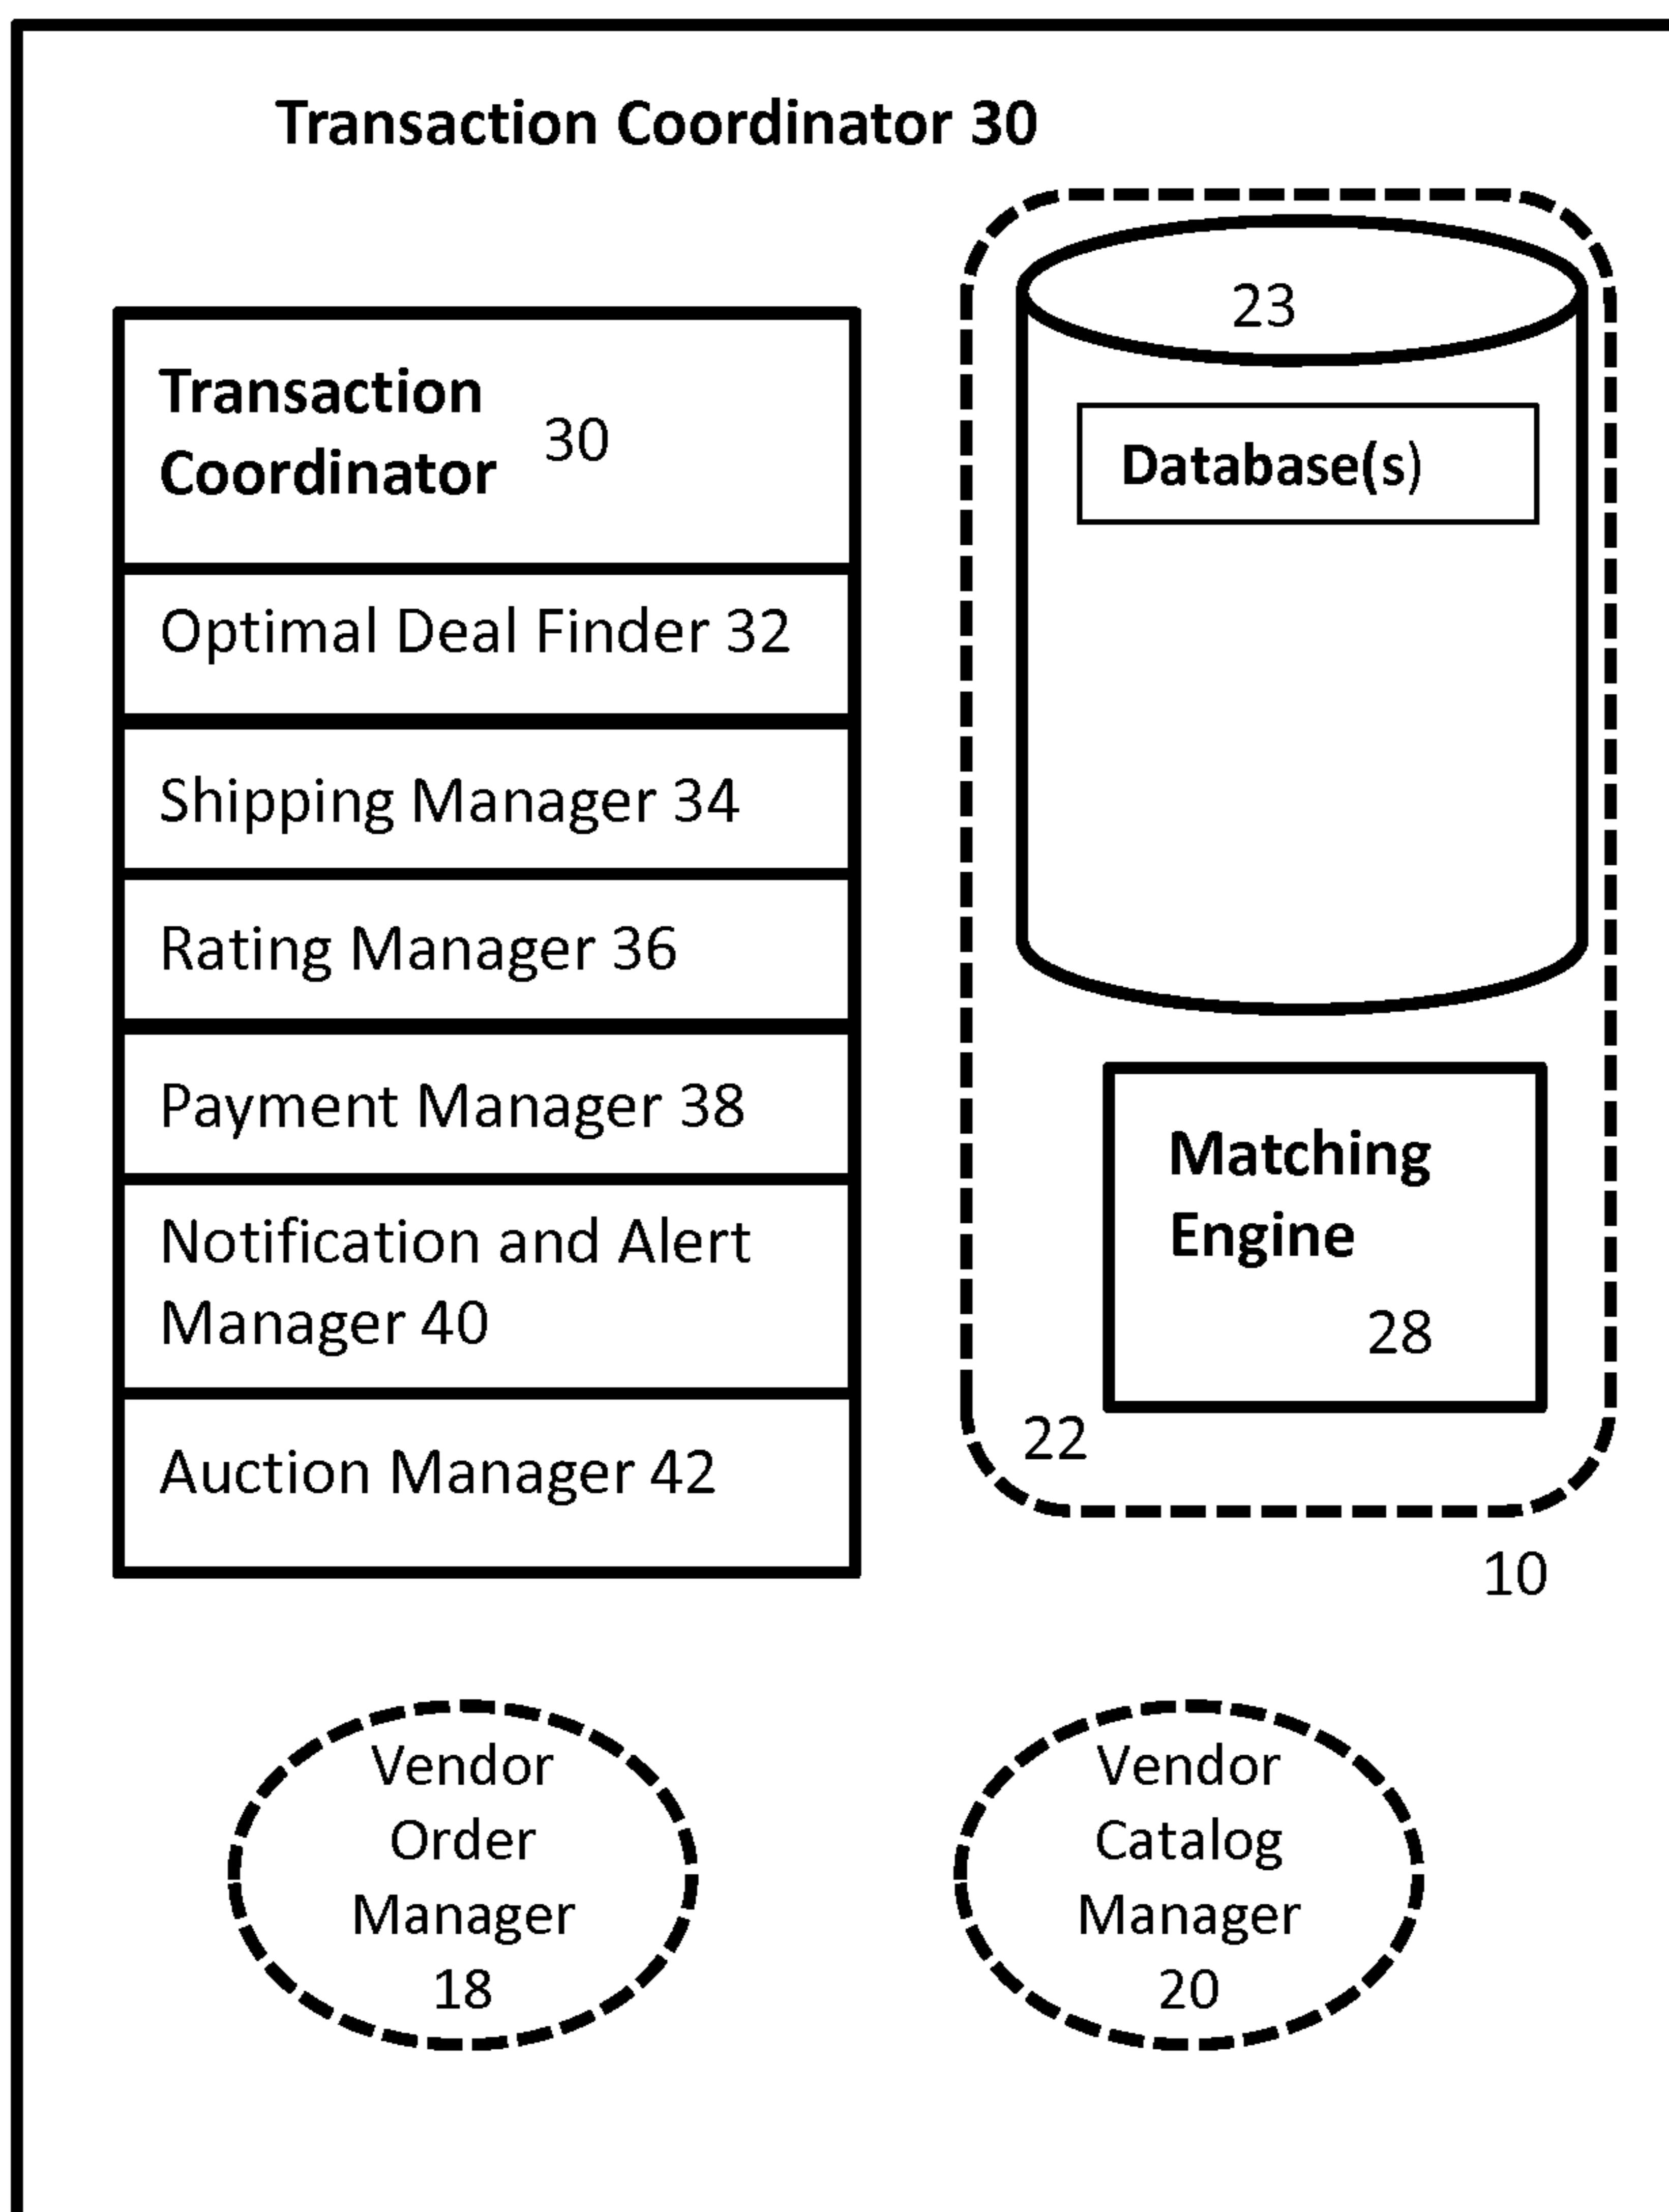 Transaction Coordinator 30
Transaction
Coordinator
30
Optimal Deal Finder 32
Shipping Manager 34
Rating Manager 36
Payment Manager 38
Notification and Alert
Manager 40
Auction Manager 42
23
Database(s)
Matching
Engine
28
22
10
Vendor
Order
Manager
18
Vendor
Catalog
Manager
20